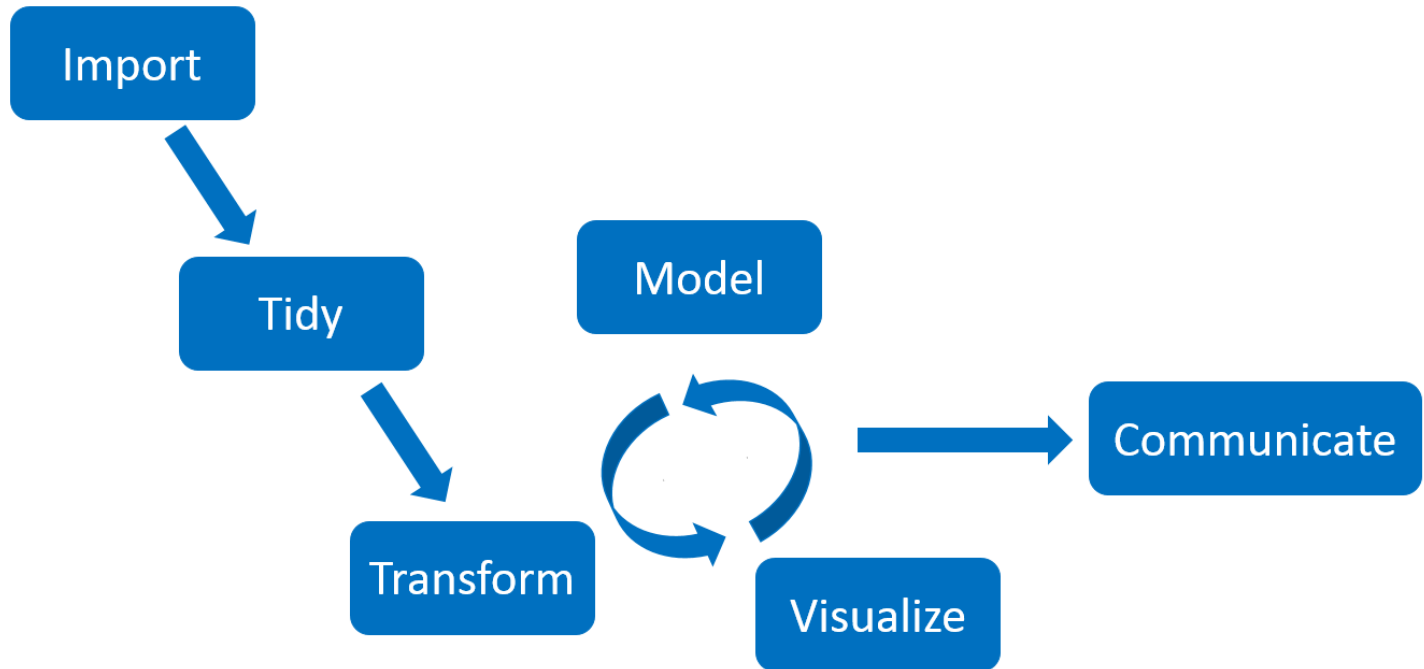 Import
Tidy
Model
Communicate
Transform
Visualize